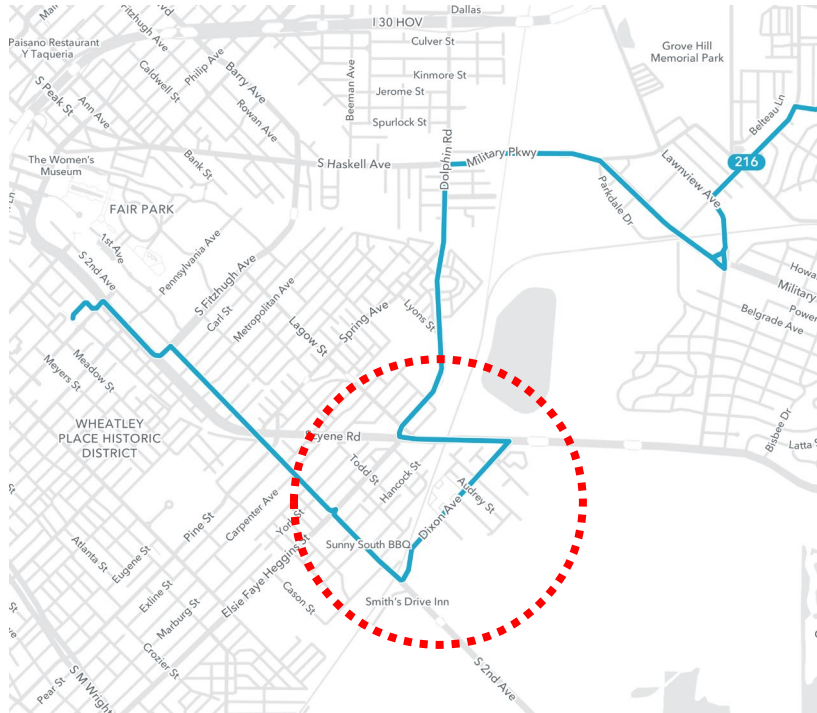 Dallas
I 30 HOV
Culver St
Paisano Restaurant
Y Taqueria
Fitzhugh Ave
Philip Ave
Caldwell St
Barry Ave
Beeman Ave
Kinmore St
Grove Hill
Memorial Park
S Peak St
Ann Ave
Rowan Ave
Jerome St
Spurlock St
Belteau Ln
Bank St
S Haskell Ave
Dolphin Rd
Military Pkwy
216
The Women's
Museum
Lawnview Ave
Parkdale Dr
FAIR PARK
1st Ave
Pennsylvania Ave
S 2nd Ave
S Fitzhugh Ave
Carl St
Metropolitan Ave
Lagow St
Spring Ave
Lyons St
Military
Belgrade Ave
Meadow St
Meyers St
WHEATLEY
PLACE HISTORIC
DISTRICT
Todd St
Hancock St
Audrey St
Bisbee Dr
Latta S
Carpenter Ave
York St
Dixon Ave
Pine St
Sunny South BBQ
Atlanta St
Eugene St
Exline St
Elsie Faye Heggins
Cason St
Smith's Drive Inn
Marburg St
Crozier St
S 2nd Ave
Pear St
S M Wright